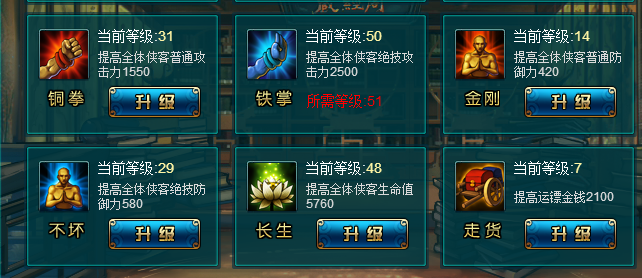 藏经阁
当前等级:31
提高全体侠客普通攻
击力1550
铜拳
升级
当前等级:50
提高全体侠客绝技攻
击力2500
铁掌
所需等级:51
当前等级:14
提高全体侠客普通防
御力420
金刚
升级
当前等级:29
提高全体侠客绝技防
御力580
不坏
升级
当前等级:48
提高全体侠客生命值
5760
长生
升级
当前等级:7
提高运镖金钱2100
走货
升级